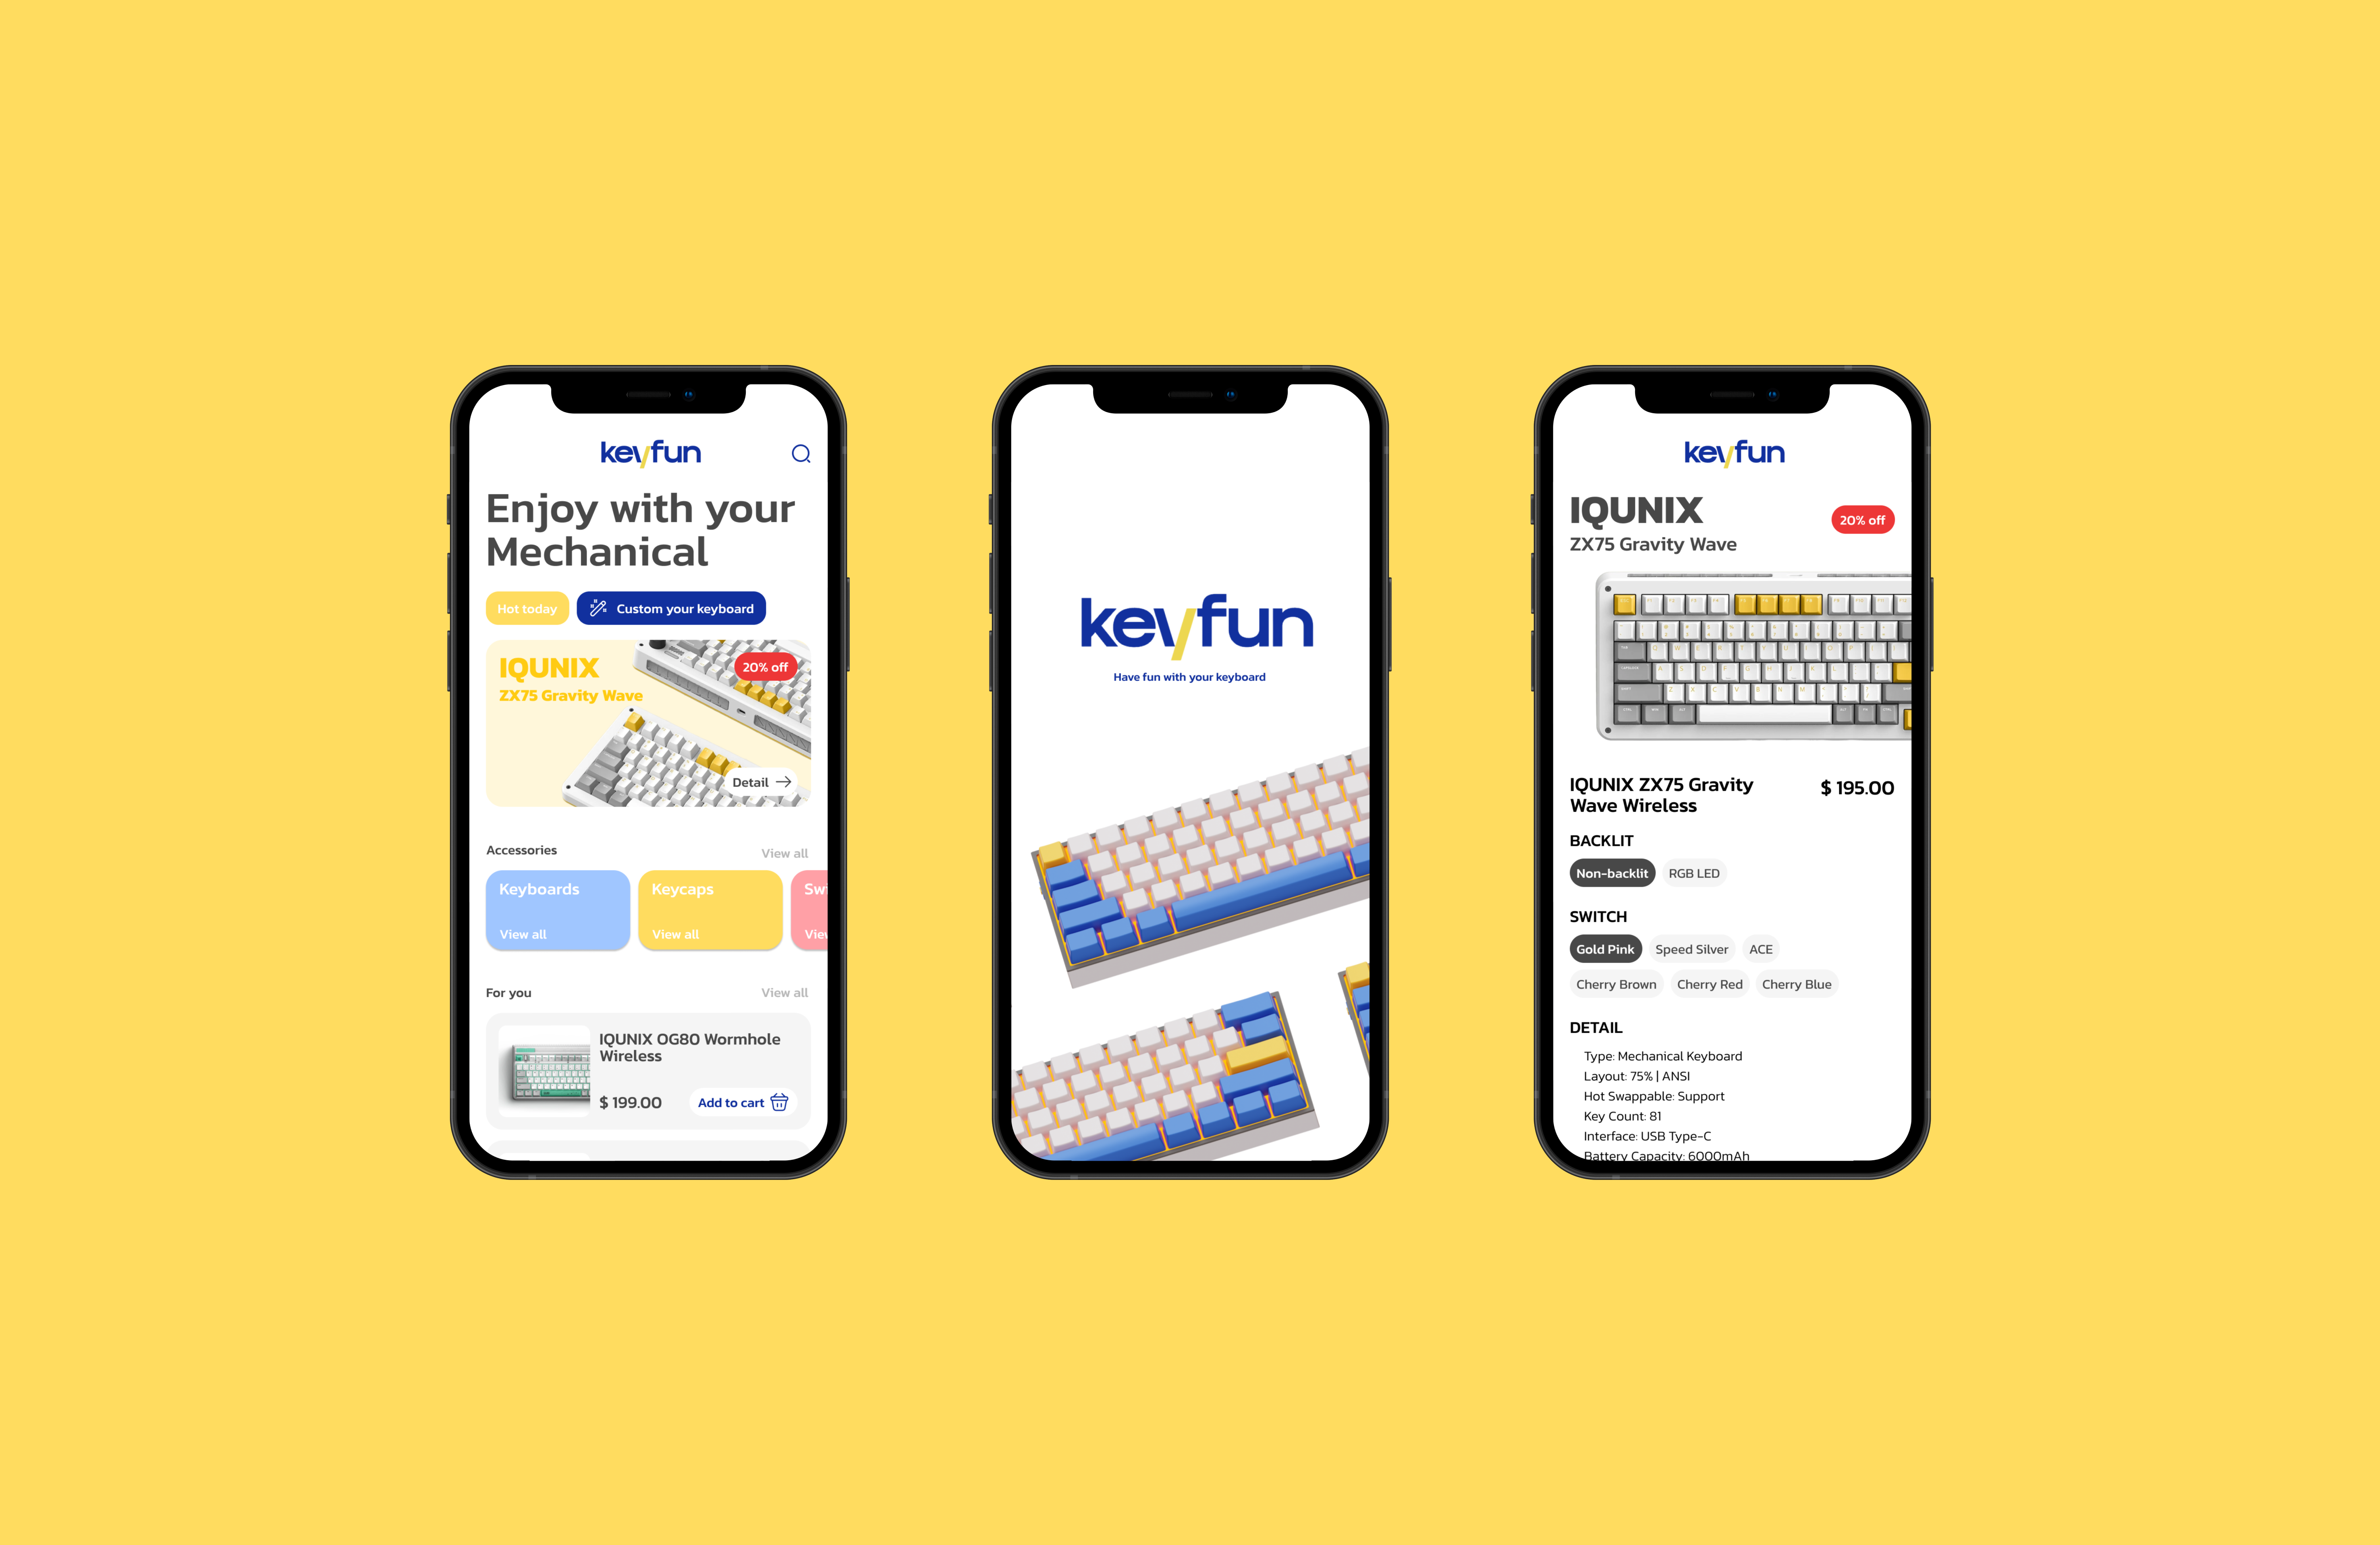 keyfun
Enjoy with your
Mechanical
Hot today
Custom your keyboard
IQUNIX
ZX75 Gravity Wave
20% off
Detail
Accessories
View all
Keyboards
View all
Keycaps
View all
For you
View all
IQUNIX OG80 Wormhole
Wireless
$ 199.00
Add to cart
keyfun
Have fun with your keyboard
keyfun
IQUNIX
ZX75 Gravity Wave
20% off
IQUNIX ZX75 Gravity
Wave Wireless
$ 195.00
BACKLIT
Non-backlit
RGB LED
SWITCH
Gold Pink
Speed Silver
ACE
Cherry Brown
Cherry Red
Cherry Blue
DETAIL
Type: Mechanical Keyboard
Layout: 75% | ANSI
Hot Swappable: Support
Key Count: 81
Interface: USB Type-C
Battery Capacity: 6000mAh